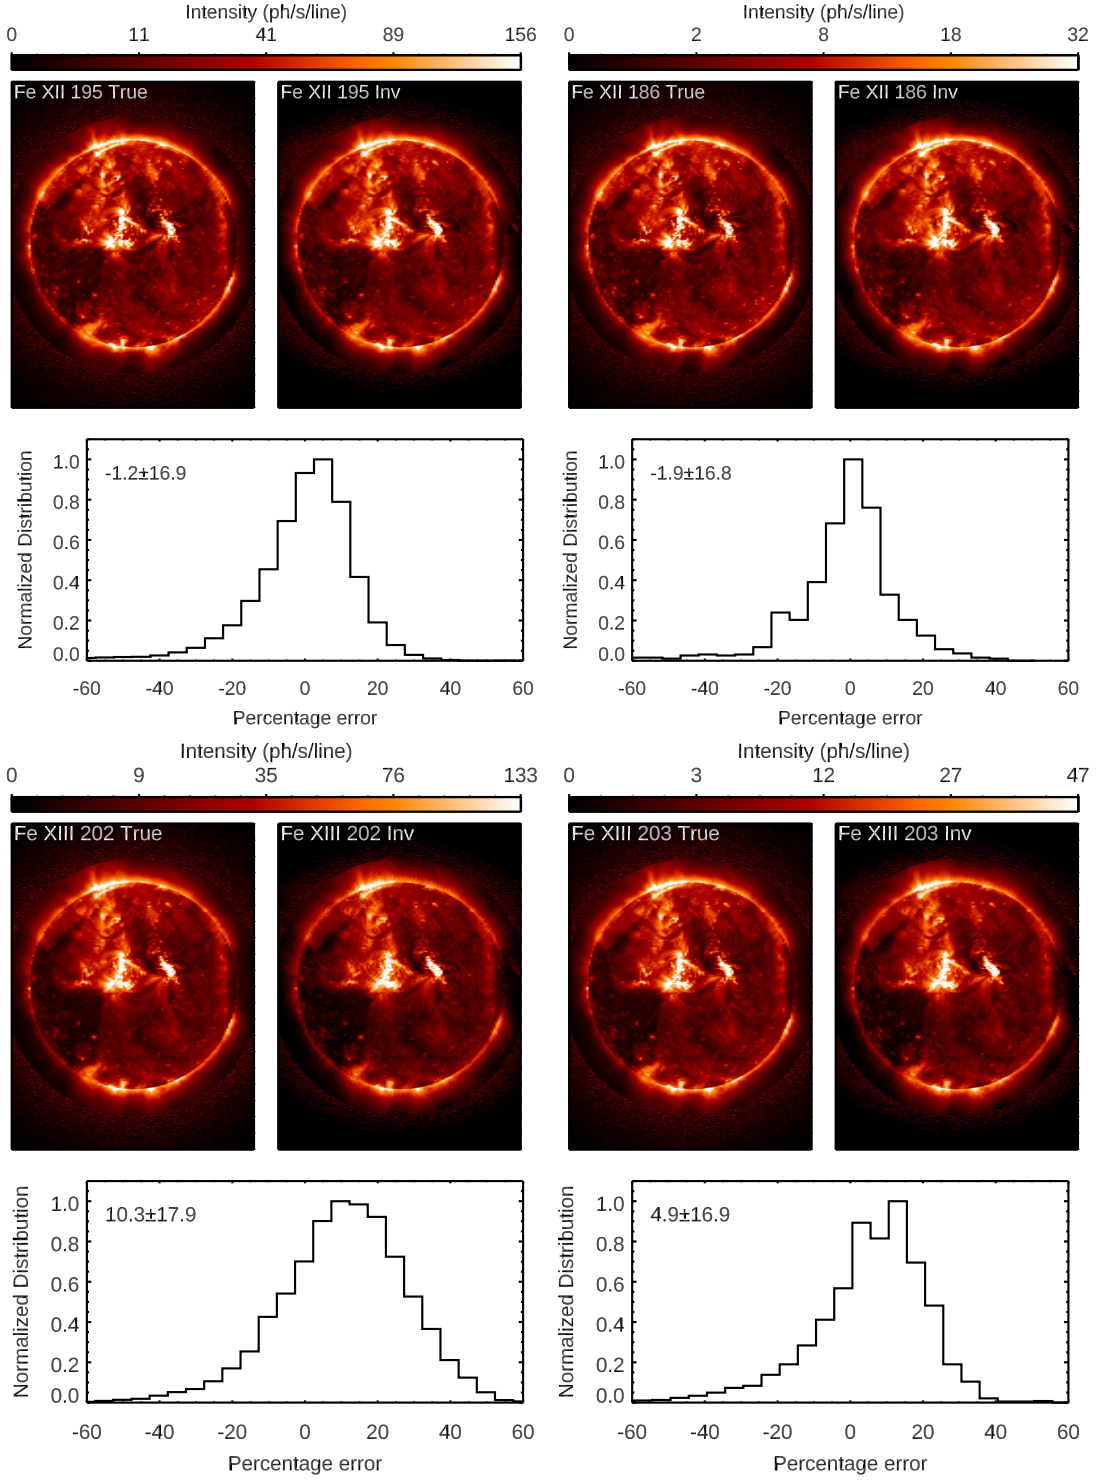 Intensity (ph/s/line)
0 11 41 89 156
Fe XII 195 True
Fe XII 195 Inv
Intensity (ph/s/line)
0 2 8 18 32
Fe XII 186 True
Fe XII 186 Inv
Normalized Distribution
1.0
0.8
0.6
0.4
0.2
0.0
-1.2±16.9
-60 -40 -20 0 20 40 60
Percentage error
Normalized Distribution
1.0
0.8
0.6
0.4
0.2
0.0
-1.9±16.8
-60 -40 -20 0 20 40 60
Percentage error
Intensity (ph/s/line)
0 9 35 76 133
Fe XIII 202 True
Fe XIII 202 Inv
Intensity (ph/s/line)
0 3 12 27 47
Fe XIII 203 True
Fe XIII 203 Inv
Normalized Distribution
1.0
0.8
0.6
0.4
0.2
0.0
10.3±17.9
-60 -40 -20 0 20 40 60
Percentage error
Normalized Distribution
1.0
0.8
0.6
0.4
0.2
0.0
4.9±16.9
-60 -40 -20 0 20 40 60
Percentage error